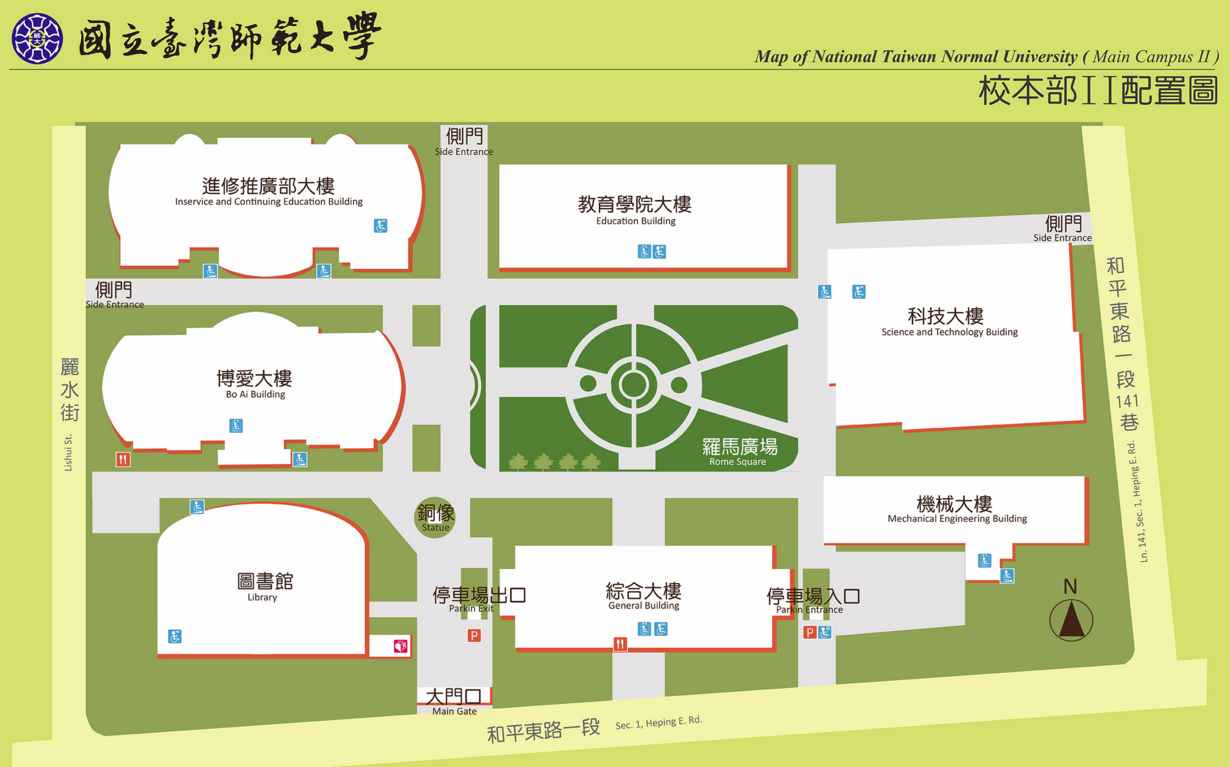 國立臺灣師範大學
Map of National Taiwan Normal University ( Main Campus II )
校本部II配置圖
側門
Side Entrance
進修推廣部大樓
Inservice and Continuing Education Building
教育學院大樓
Education Building
側門
Side Entrance
側門
Side Entrance
科技大樓
Science and Technology Buiding
和平東路一段141巷
Ln. 141, Sec. 1, Heping E. Rd.
麗水街
Lishui St.
博愛大樓
Bo Ai Building
羅馬廣場
Rome Square
銅像
Statue
機械大樓
Mechanical Engineering Building
圖書館
Library
停車場出口
Parkin Exit
P
綜合大樓
General Building
停車場入口
Parkin Entrance
P
N
大門口
Main Gate
和平東路一段 Sec. 1, Heping E. Rd.